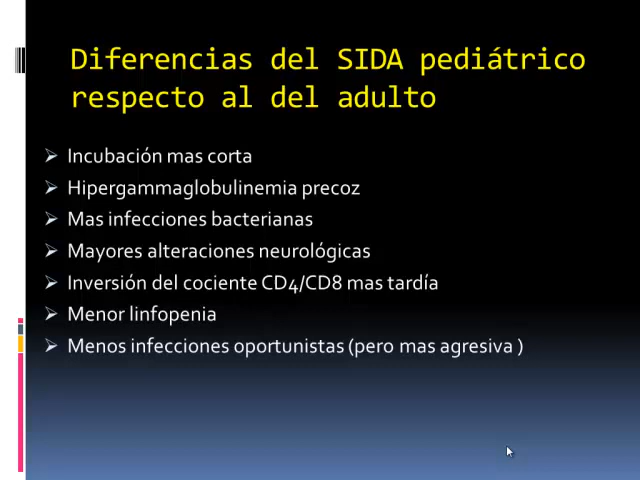 Diferencias del SIDA pediátrico
respecto al del adulto
Incubación mas corta
Hipergammaglobulinemia precoz
Mas infecciones bacterianas
Mayores alteraciones neurológicas
Inversión del cociente CD4/CD8 mas tardía
Menor linfopenia
Menos infecciones oportunistas (pero mas agresiva )